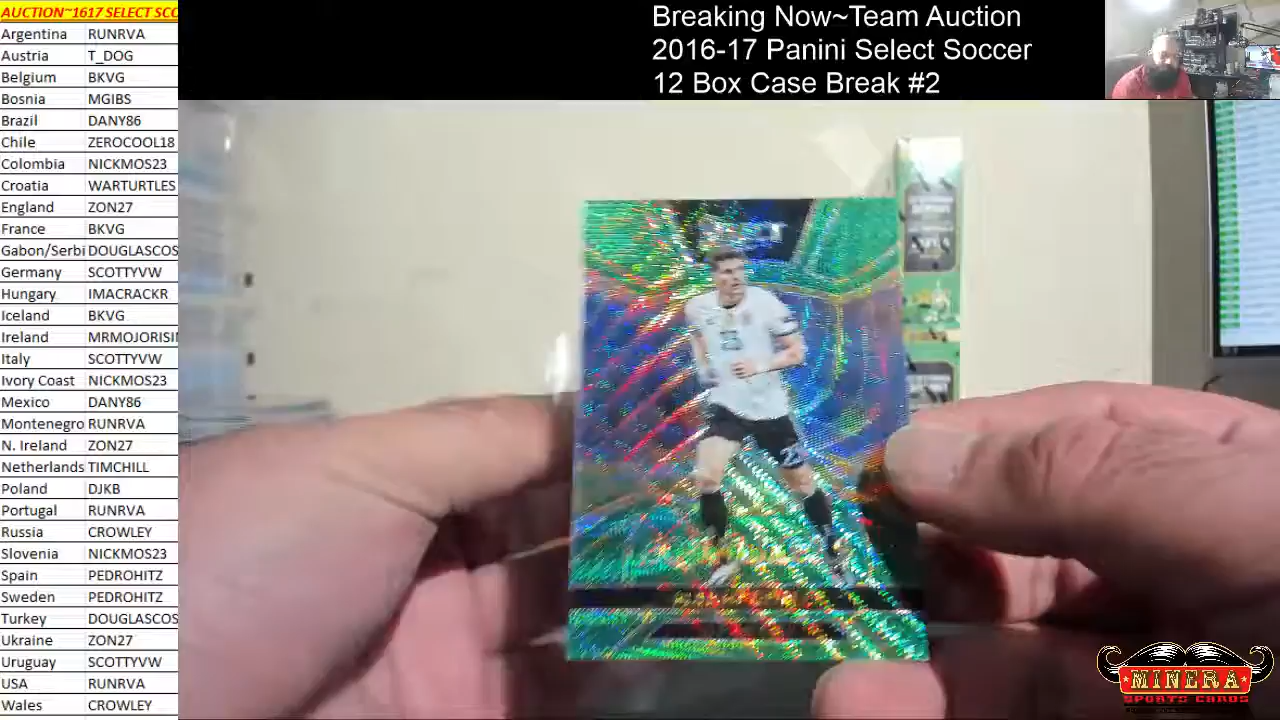 AUCTION~1617 SELECT SCO
Argentina RUNRVA
Austria T_DOG
Belgium BKVG
Bosnia MGIBS
Brazil DANY86
Chile ZEROCOOL18
Colombia NICKMOS23
Croatia WARTURTLES
England ZON27
France BKVG
Gabon/Serbi DOUGLASCOS
Germany SCOTTYVW
Hungary IMACRACKR
Iceland BKVG
Ireland MRMOJORISI
Italy SCOTTYVW
Ivory Coast NICKMOS23
Mexico DANY86
Montenegro RUNRVA
N. Ireland ZON27
Netherlands TIMCHILL
Poland DJKB
Portugal RUNRVA
Russia CROWLEY
Slovenia NICKMOS23
Spain PEDROHITZ
Sweden PEDROHITZ
Turkey DOUGLASCOS
Ukraine ZON27
Uruguay SCOTTYVW
USA RUNRVA
Wales CROWLEY
Breaking Now~Team Auction
2016-17 Panini Select Soccer
12 Box Case Break #2
23
MINERA
SPORTS CARDS